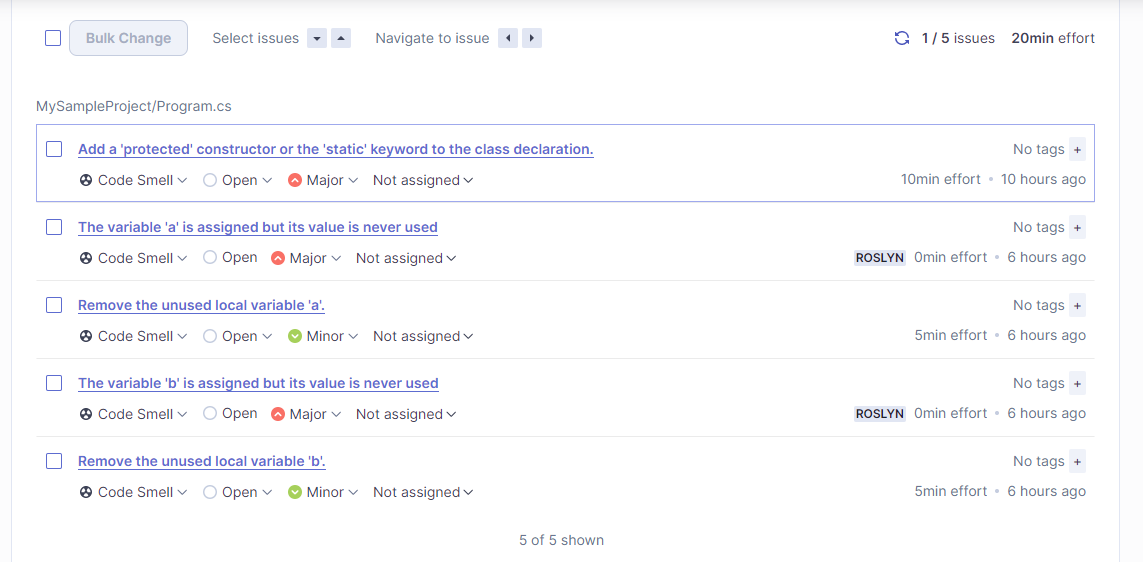 Bulk Change Select issues Navigate to issue 1 / 5 issues 20min effort
MySampleProject/Program.cs
Add a 'protected' constructor or the 'static' keyword to the class declaration. No tags +
Code Smell Open Major Not assigned 10min effort • 10 hours ago
The variable 'a' is assigned but its value is never used No tags +
Code Smell Open Major Not assigned ROSLYN 0min effort • 6 hours ago
Remove the unused local variable 'a'. No tags +
Code Smell Open Minor Not assigned 5min effort • 6 hours ago
The variable 'b' is assigned but its value is never used No tags +
Code Smell Open Major Not assigned ROSLYN 0min effort • 6 hours ago
Remove the unused local variable 'b'. No tags +
Code Smell Open Minor Not assigned 5min effort • 6 hours ago
5 of 5 shown